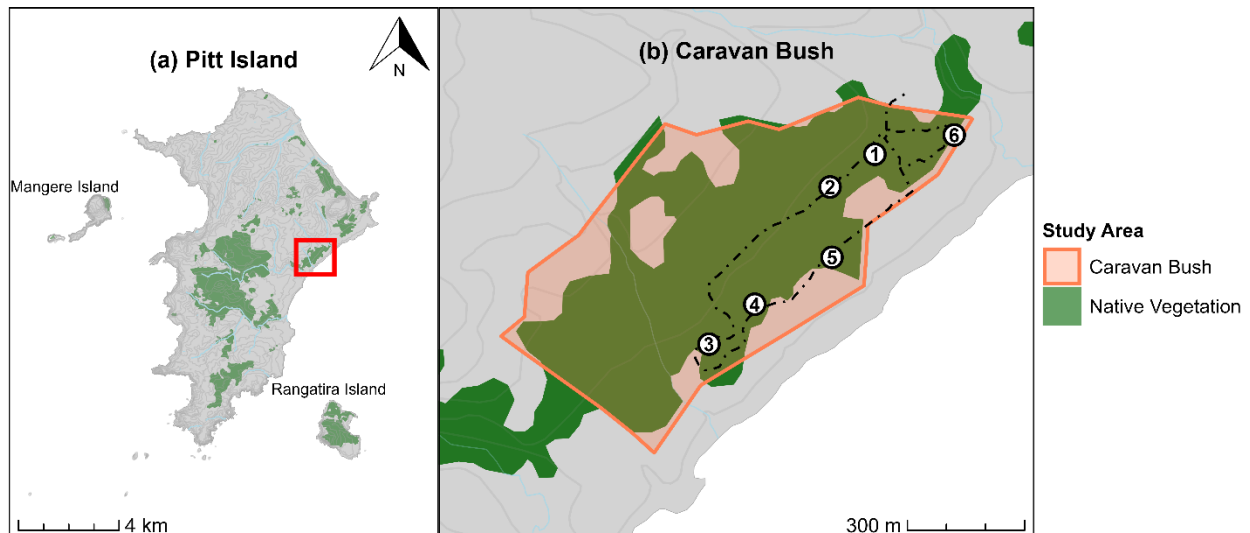 (a) Pitt Island
N
Mangere Island
Rangatira Island
4 km
(b) Caravan Bush
6
1
2
5
4
3
300 m
Study Area
Caravan Bush
Native Vegetation